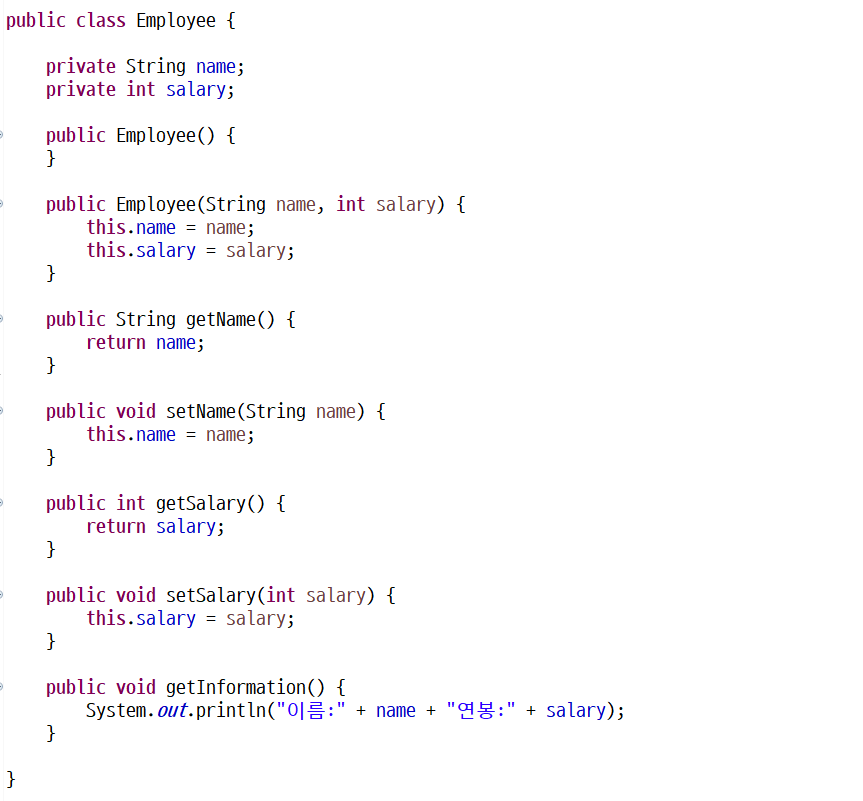 public class Employee {
private String name;
private int salary;
public Employee() {
}
public Employee(String name, int salary) {
this.name = name;
this.salary = salary;
}
public String getName() {
return name;
}
public void setName(String name) {
this.name = name;
}
public int getSalary() {
return salary;
}
public void setSalary(int salary) {
this.salary = salary;
}
public void getInformation() {
System.out.println("이름:" + name + "연봉:" + salary);
}
}